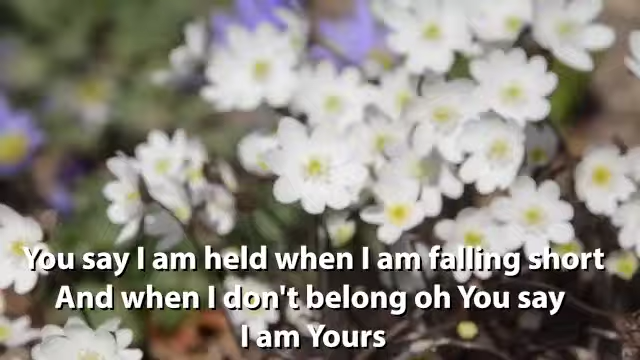 You say I am held when I am falling short
And when I don't belong oh You say
I am Yours